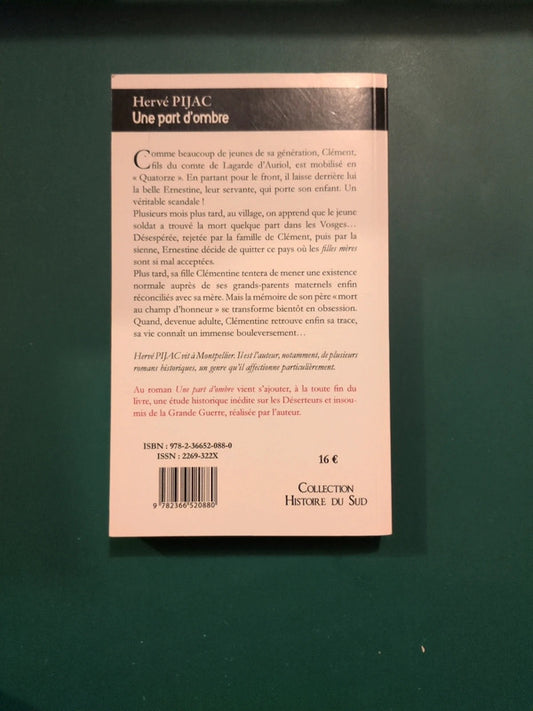 Hervé PIJAC
Une part d'ombre
Comme beaucoup de jeunes de sa génération, Clément,
fils du comte de Lagarde d'Auriol, est mobilisé en
« Quatorze ». En partant pour le front, il laisse derrière lui
la belle Ernestine, leur servante, qui porte son enfant. Un
véritable scandale !
Plusieurs mois plus tard, au village, on apprend que le jeune
soldat a trouvé la mort quelque part dans les Vosges…
Désespérée, rejetée par la famille de Clément, puis par la
sienne, Ernestine décide de quitter ce pays où les filles mères
sont si mal acceptées.
Plus tard, sa fille Clémentine tentera de mener une existence
normale auprès de ses grands-parents maternels enfin
réconciliés avec sa mère. Mais la mémoire de son père « mort
au champ d'honneur » se transforme bientôt en obsession.
Quand, devenue adulte, Clémentine retrouve enfin sa trace,
sa vie connaît un immense bouleversement…
Hervé PIJAC vit à Montpellier. Il est l'auteur, notamment, de plusieurs
romans historiques, un genre qu'il affectionne particulièrement.
Au roman Une part d'ombre vient s'ajouter, à la toute fin du
livre, une étude historique inédite sur les Déserteurs et insou-
mis de la Grande Guerre, réalisée par l'auteur.
ISBN : 978-2-36652-088-0
ISSN : 2269-322X
16 €
9 782366 520880
Collection
Histoire du Sud